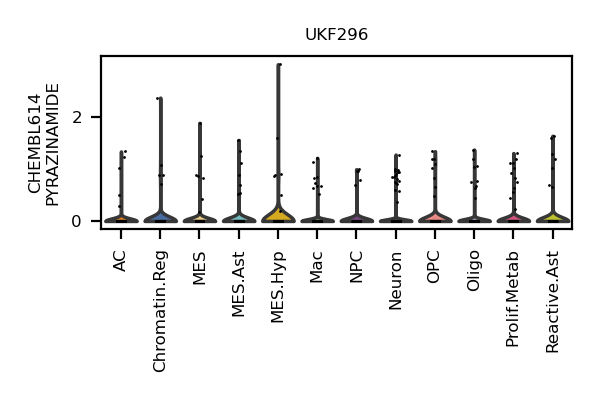 UKF296
CHEMBL614
PYRAZINAMIDE
2
0
AC
Chromatin.Reg
MES
MES.Ast
MES.Hyp
Mac
NPC
Neuron
OPC
Oligo
Prolif.Metab
Reactive.Ast